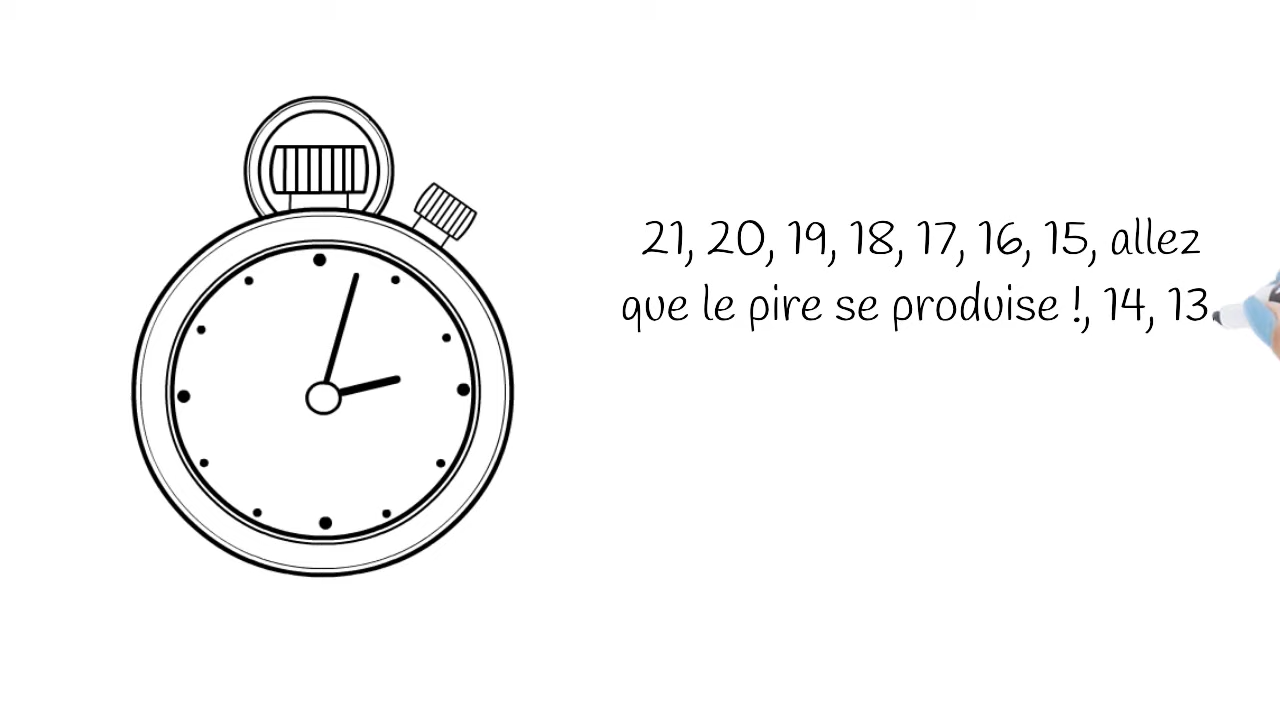 21, 20, 19, 18, 17, 16, 15, allez
que le pire se produise !, 14, 13